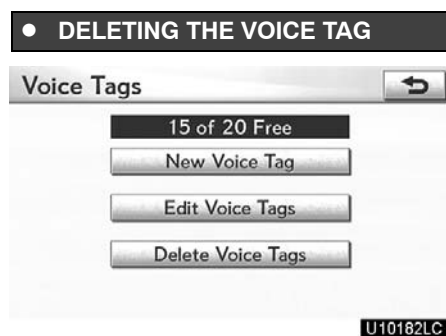 ● DELETING THE VOICE TAG
Voice Tags
15 of 20 Free
New Voice Tag
Edit Voice Tags
Delete Voice Tags
U10182LC